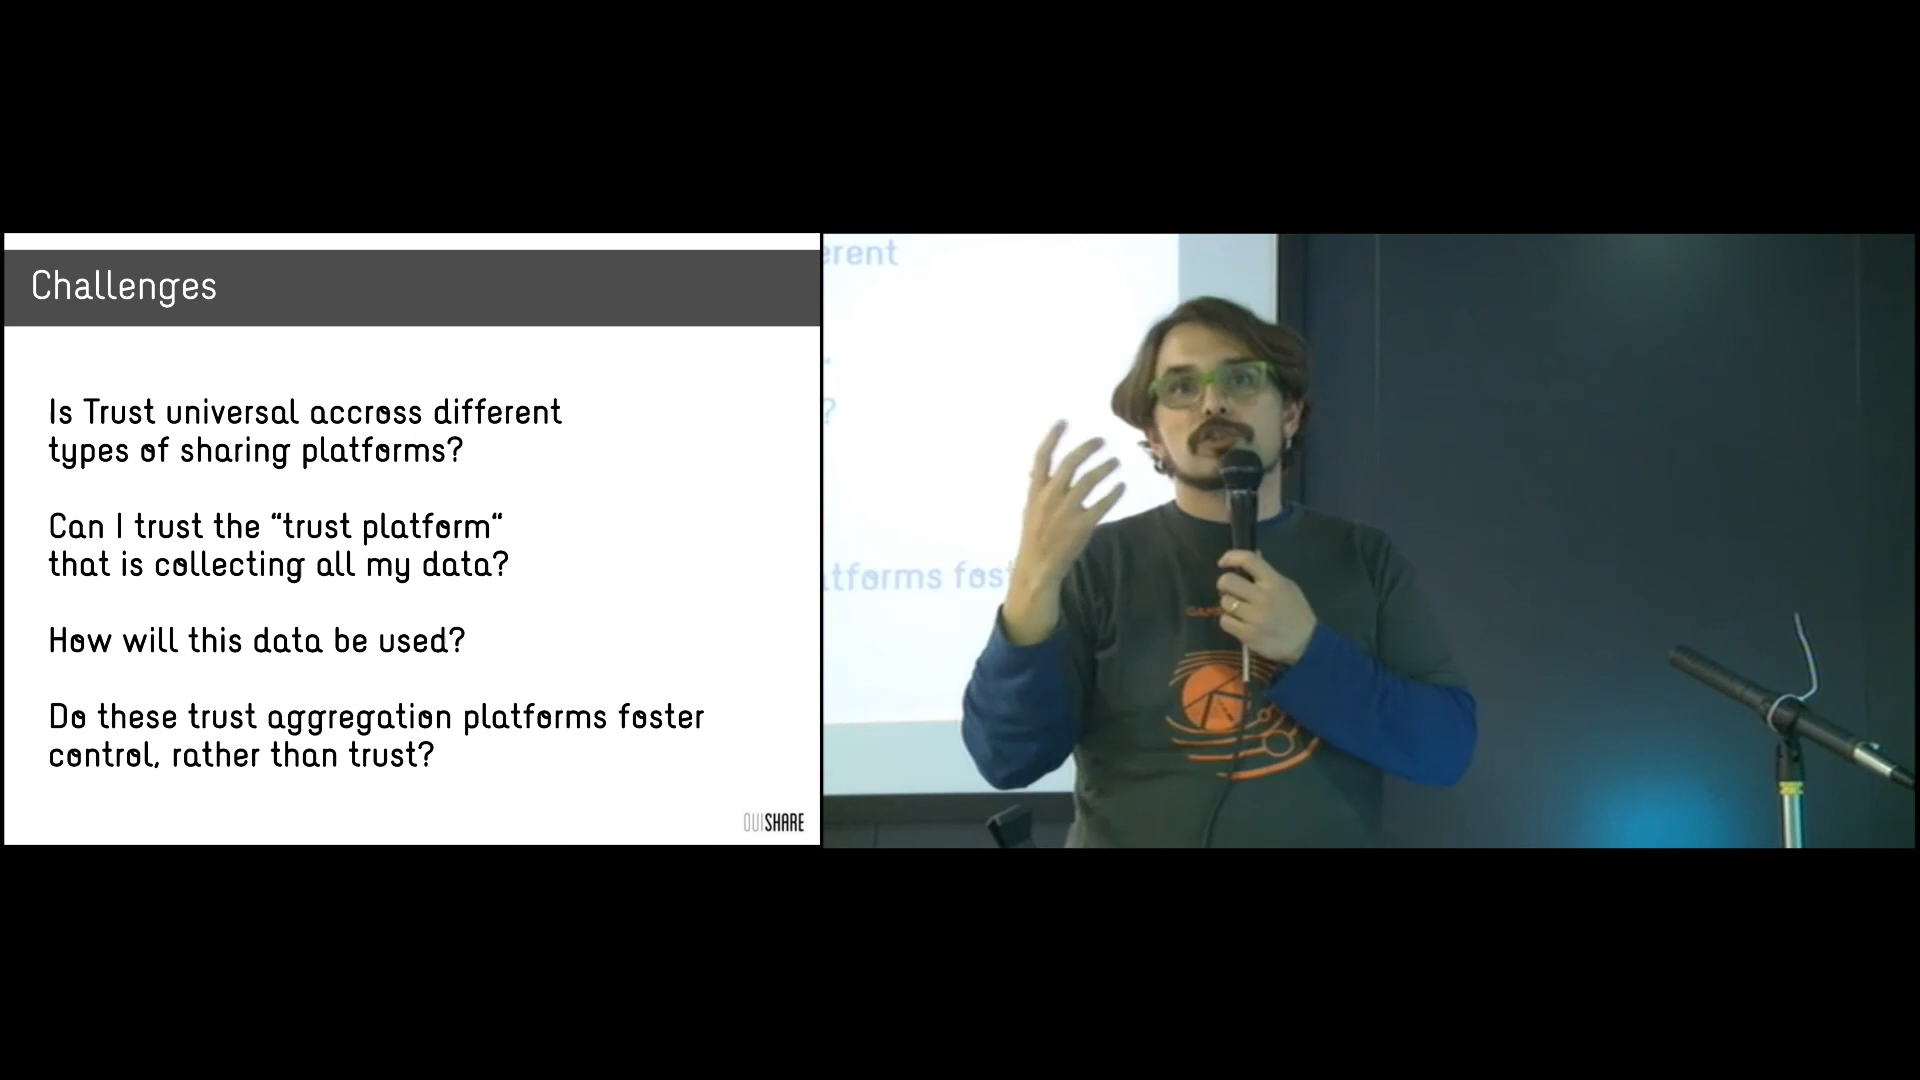 Challenges
Is Trust universal accross different
types of sharing platforms?
Can I trust the “trust platform“
that is collecting all my data?
How will this data be used?
Do these trust aggregation platforms foster
control, rather than trust?
OUISHARE
erent
?
tforms fost